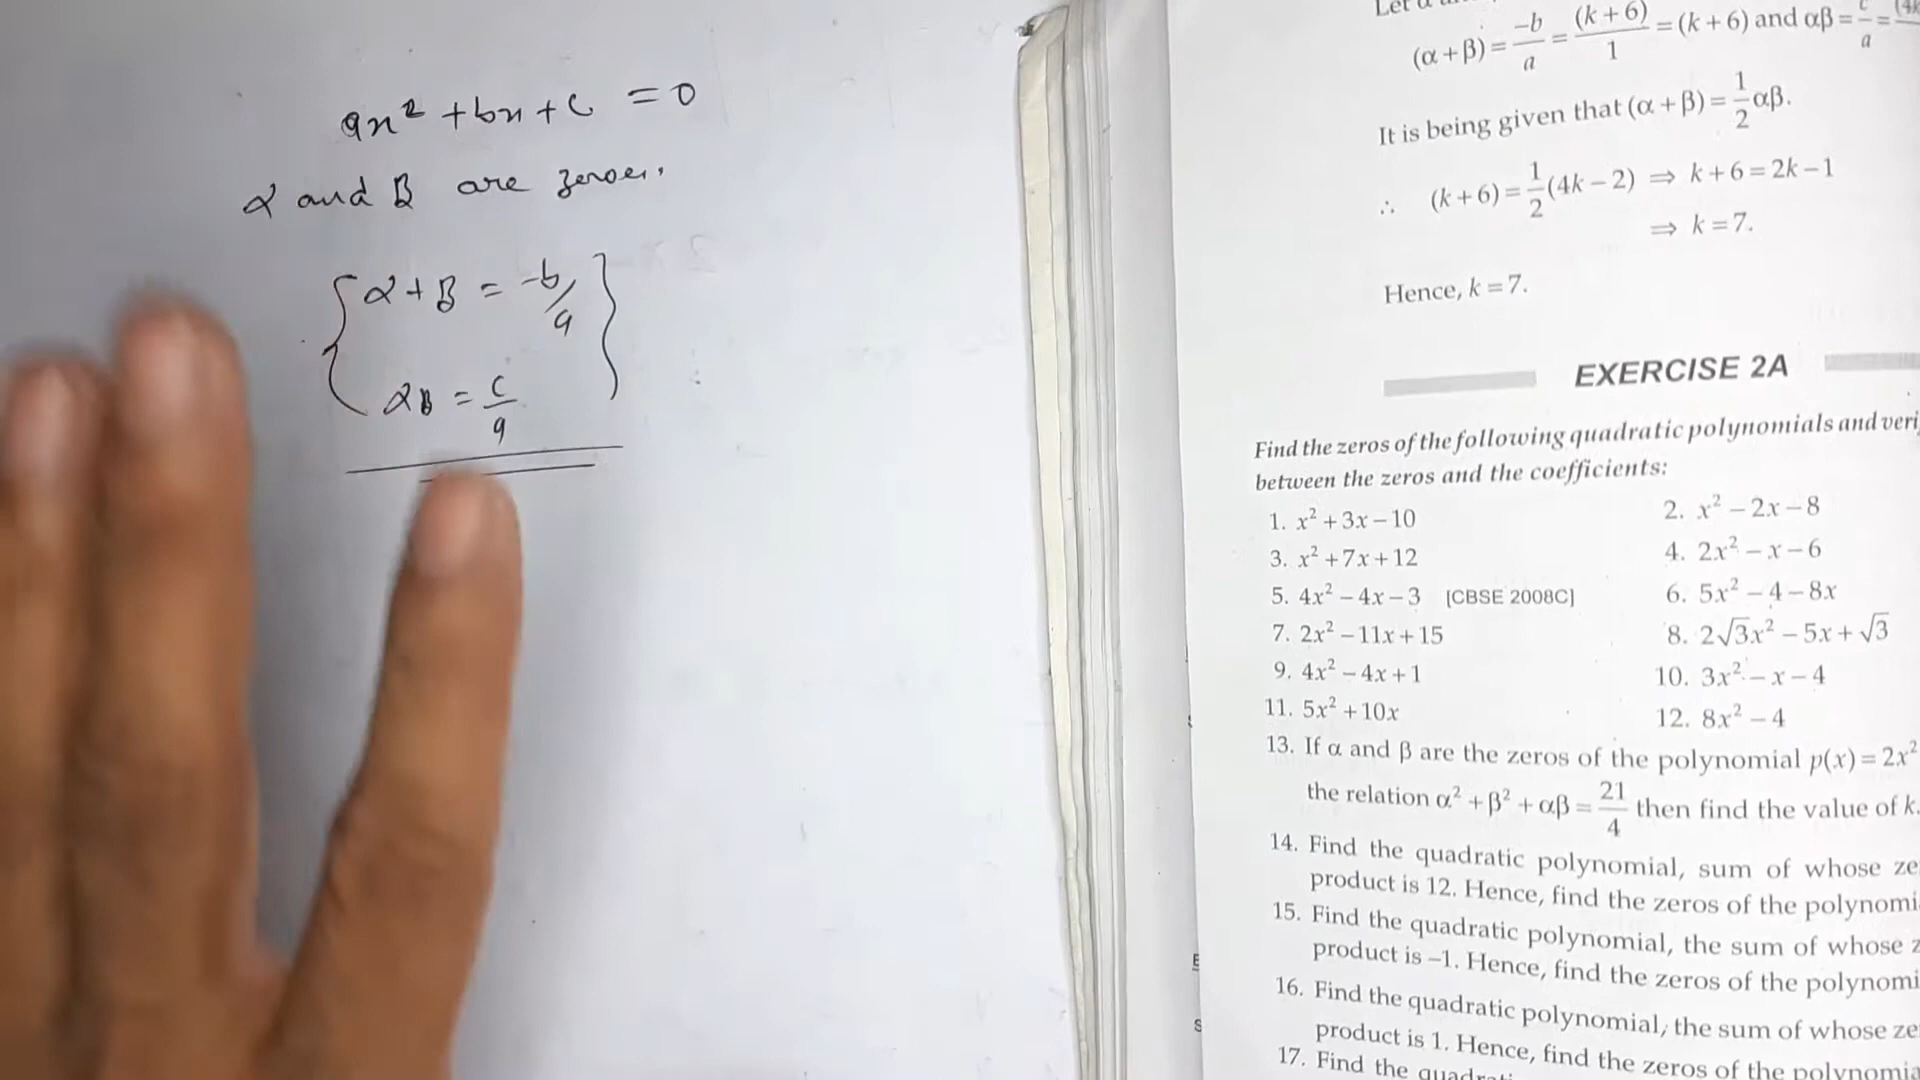 ax² + bx + c = 0
α and β are zeroes.
α + β = -b/a
αβ = c/a
Let α
(α + β) = -b/a = (k + 6)/1 = (k + 6) and αβ = c/a =
It is being given that (α + β) = 1/2 αβ.
∴ (k + 6) = 1/2 (4k − 2) ⇒ k + 6 = 2k − 1
⇒ k = 7.
Hence, k = 7.
EXERCISE 2A
Find the zeros of the following quadratic polynomials and veri
between the zeros and the coefficients:
1. x² + 3x − 10
2. x² − 2x − 8
3. x² + 7x + 12
4. 2x² − x − 6
5. 4x² − 4x − 3 [CBSE 2008C]
6. 5x² − 4 − 8x
7. 2x² − 11x + 15
8. 2√3x² − 5x + √3
9. 4x² − 4x + 1
10. 3x² − x − 4
11. 5x² + 10x
12. 8x² − 4
13. If α and β are the zeros of the polynomial p(x) = 2x²
the relation α² + β² + αβ = 21/4 then find the value of k.
14. Find the quadratic polynomial, sum of whose ze
product is 12. Hence, find the zeros of the polynomi
15. Find the quadratic polynomial, the sum of whose z
product is −1. Hence, find the zeros of the polynomi
16. Find the quadratic polynomial, the sum of whose ze
product is 1. Hence, find the zeros of the polynomia
17. Find the quadrati